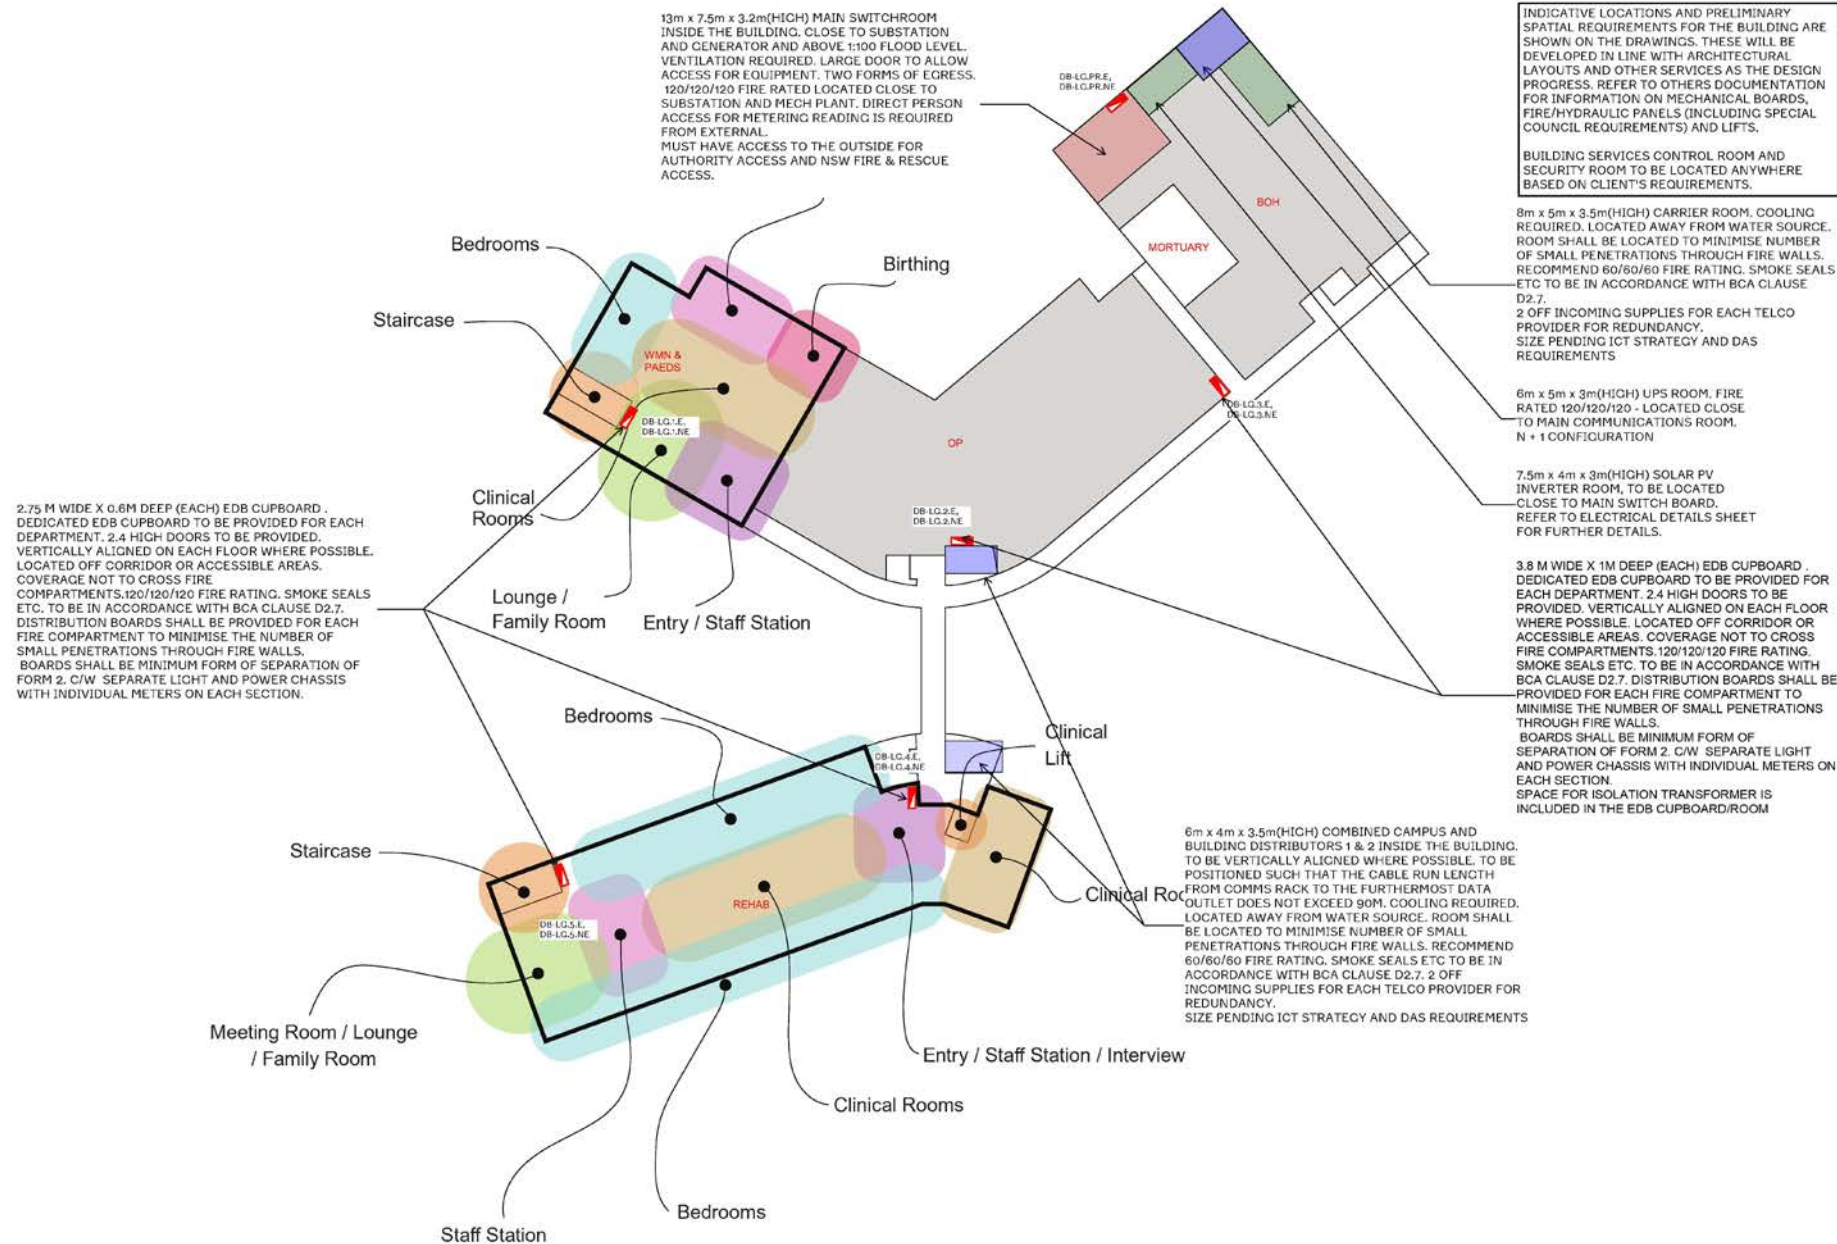 13m x 7.5m x 3.2m(HIGH) MAIN SWITCHROOM
INSIDE THE BUILDING. CLOSE TO SUBSTATION
AND GENERATOR AND ABOVE 1:100 FLOOD LEVEL.
VENTILATION REQUIRED. LARGE DOOR TO ALLOW
ACCESS FOR EQUIPMENT. TWO FORMS OF EGRESS.
120/120/120 FIRE RATED LOCATED CLOSE TO
SUBSTATION AND MECH PLANT. DIRECT PERSON
ACCESS FOR METERING READING IS REQUIRED
FROM EXTERNAL.
MUST HAVE ACCESS TO THE OUTSIDE FOR
AUTHORITY ACCESS AND NSW FIRE & RESCUE
ACCESS.
INDICATIVE LOCATIONS AND PRELIMINARY
SPATIAL REQUIREMENTS FOR THE BUILDING ARE
SHOWN ON THE DRAWINGS. THESE WILL BE
DEVELOPED IN LINE WITH ARCHITECTURAL
LAYOUTS AND OTHER SERVICES AS THE DESIGN
PROGRESS. REFER TO OTHERS DOCUMENTATION
FOR INFORMATION ON MECHANICAL BOARDS,
FIRE/HYDRAULIC PANELS (INCLUDING SPECIAL
COUNCIL REQUIREMENTS) AND LIFTS.
BUILDING SERVICES CONTROL ROOM AND
SECURITY ROOM TO BE LOCATED ANYWHERE
BASED ON CLIENT'S REQUIREMENTS.
8m x 5m x 3.5m(HIGH) CARRIER ROOM. COOLING
REQUIRED. LOCATED AWAY FROM WATER SOURCE.
ROOM SHALL BE LOCATED TO MINIMISE NUMBER
OF SMALL PENETRATIONS THROUGH FIRE WALLS.
RECOMMEND 60/60/60 FIRE RATING. SMOKE SEALS
ETC TO BE IN ACCORDANCE WITH BCA CLAUSE
D2.7.
2 OFF INCOMING SUPPLIES FOR EACH TELCO
PROVIDER FOR REDUNDANCY.
SIZE PENDING ICT STRATEGY AND DAS
REQUIREMENTS
6m x 5m x 3m(HIGH) UPS ROOM. FIRE
RATED 120/120/120 - LOCATED CLOSE
TO MAIN COMMUNICATIONS ROOM.
N + 1 CONFIGURATION
7.5m x 4m x 3m(HIGH) SOLAR PV
INVERTER ROOM, TO BE LOCATED
CLOSE TO MAIN SWITCH BOARD.
REFER TO ELECTRICAL DETAILS SHEET
FOR FURTHER DETAILS.
3.8 M WIDE X 1M DEEP (EACH) EDB CUPBOARD .
DEDICATED EDB CUPBOARD TO BE PROVIDED FOR
EACH DEPARTMENT. 2.4 HIGH DOORS TO BE
PROVIDED. VERTICALLY ALIGNED ON EACH FLOOR
WHERE POSSIBLE. LOCATED OFF CORRIDOR OR
ACCESSIBLE AREAS. COVERAGE NOT TO CROSS
FIRE COMPARTMENTS.120/120/120 FIRE RATING.
SMOKE SEALS ETC. TO BE IN ACCORDANCE WITH
BCA CLAUSE D2.7. DISTRIBUTION BOARDS SHALL BE
PROVIDED FOR EACH FIRE COMPARTMENT TO
MINIMISE THE NUMBER OF SMALL PENETRATIONS
THROUGH FIRE WALLS.
BOARDS SHALL BE MINIMUM FORM OF
SEPARATION OF FORM 2. C/W SEPARATE LIGHT
AND POWER CHASSIS WITH INDIVIDUAL METERS ON
EACH SECTION.
SPACE FOR ISOLATION TRANSFORMER IS
INCLUDED IN THE EDB CUPBOARD/ROOM
DB-LG.PR.E,
DB-LG.PR.NE
BOH
MORTUARY
Bedrooms
Birthing
Staircase
WMN &
PAEDS
DB-LG.1.E,
DB-LG.1.NE
DB-LG.3.E,
DB-LG.3.NE
OP
DB-LG.2.E,
DB-LG.2.NE
Clinical
Rooms
Lounge /
Family Room
Entry / Staff Station
2.75 M WIDE X 0.6M DEEP (EACH) EDB CUPBOARD .
DEDICATED EDB CUPBOARD TO BE PROVIDED FOR EACH
DEPARTMENT. 2.4 HIGH DOORS TO BE PROVIDED.
VERTICALLY ALIGNED ON EACH FLOOR WHERE POSSIBLE.
LOCATED OFF CORRIDOR OR ACCESSIBLE AREAS.
COVERAGE NOT TO CROSS FIRE
COMPARTMENTS.120/120/120 FIRE RATING. SMOKE SEALS
ETC. TO BE IN ACCORDANCE WITH BCA CLAUSE D2.7.
DISTRIBUTION BOARDS SHALL BE PROVIDED FOR EACH
FIRE COMPARTMENT TO MINIMISE THE NUMBER OF
SMALL PENETRATIONS THROUGH FIRE WALLS.
BOARDS SHALL BE MINIMUM FORM OF SEPARATION OF
FORM 2. C/W SEPARATE LIGHT AND POWER CHASSIS
WITH INDIVIDUAL METERS ON EACH SECTION.
Bedrooms
Clinical
Lift
DB-LG.4.E,
DB-LG.4.NE
Staircase
REHAB
Clinical Roo
DB-LG.5.E,
DB-LG.5.NE
6m x 4m x 3.5m(HIGH) COMBINED CAMPUS AND
BUILDING DISTRIBUTORS 1 & 2 INSIDE THE BUILDING.
TO BE VERTICALLY ALIGNED WHERE POSSIBLE. TO BE
POSITIONED SUCH THAT THE CABLE RUN LENGTH
FROM COMMS RACK TO THE FURTHERMOST DATA
OUTLET DOES NOT EXCEED 90M. COOLING REQUIRED.
LOCATED AWAY FROM WATER SOURCE. ROOM SHALL
BE LOCATED TO MINIMISE NUMBER OF SMALL
PENETRATIONS THROUGH FIRE WALLS. RECOMMEND
60/60/60 FIRE RATING. SMOKE SEALS ETC TO BE IN
ACCORDANCE WITH BCA CLAUSE D2.7. 2 OFF
INCOMING SUPPLIES FOR EACH TELCO PROVIDER FOR
REDUNDANCY.
SIZE PENDING ICT STRATEGY AND DAS REQUIREMENTS
Meeting Room / Lounge
/ Family Room
Entry / Staff Station / Interview
Clinical Rooms
Bedrooms
Staff Station